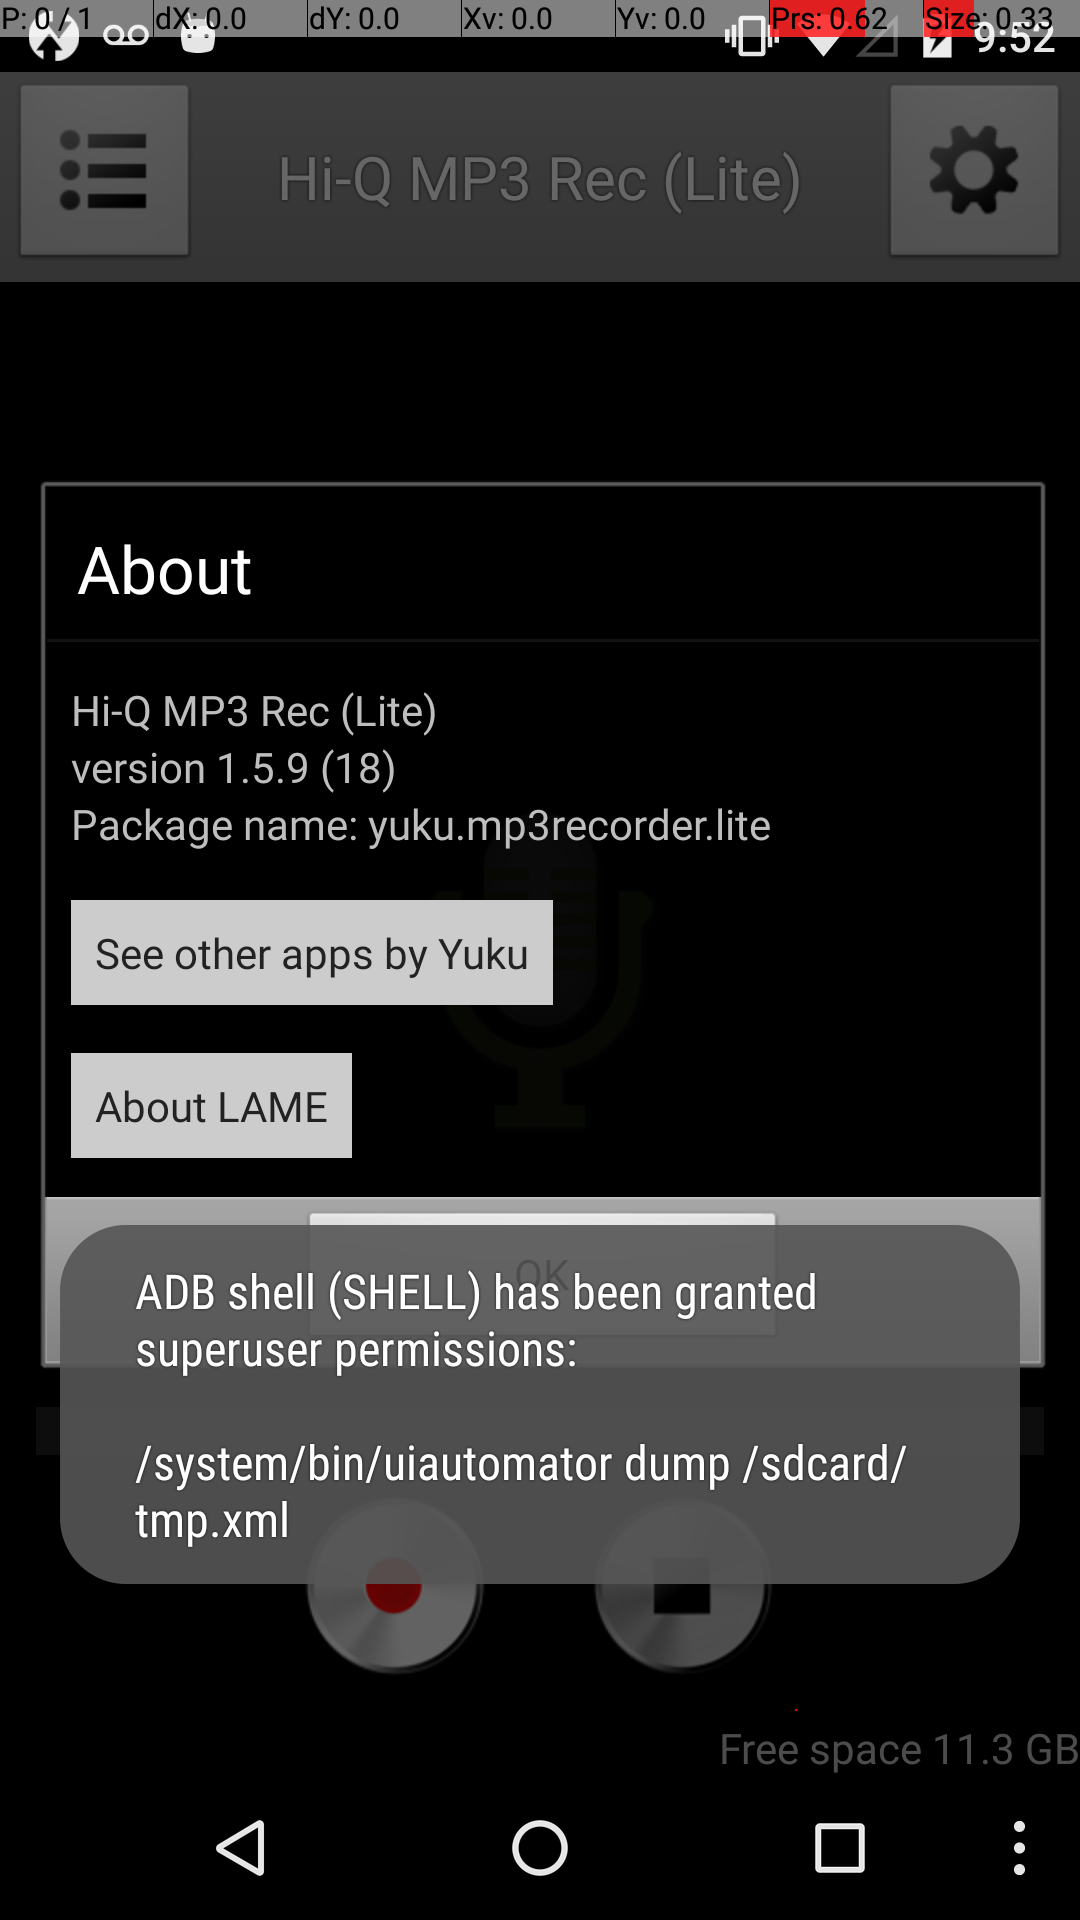 P: 0 / 1 dX: 0.0 dY: 0.0 Xv: 0.0 Yv: 0.0 Prs: 0.62 Size: 0.33
9:52
Hi-Q MP3 Rec (Lite)
About
Hi-Q MP3 Rec (Lite)
version 1.5.9 (18)
Package name: yuku.mp3recorder.lite
See other apps by Yuku
About LAME
OK
ADB shell (SHELL) has been granted
superuser permissions:
/system/bin/uiautomator dump /sdcard/
tmp.xml
Free space 11.3 GB